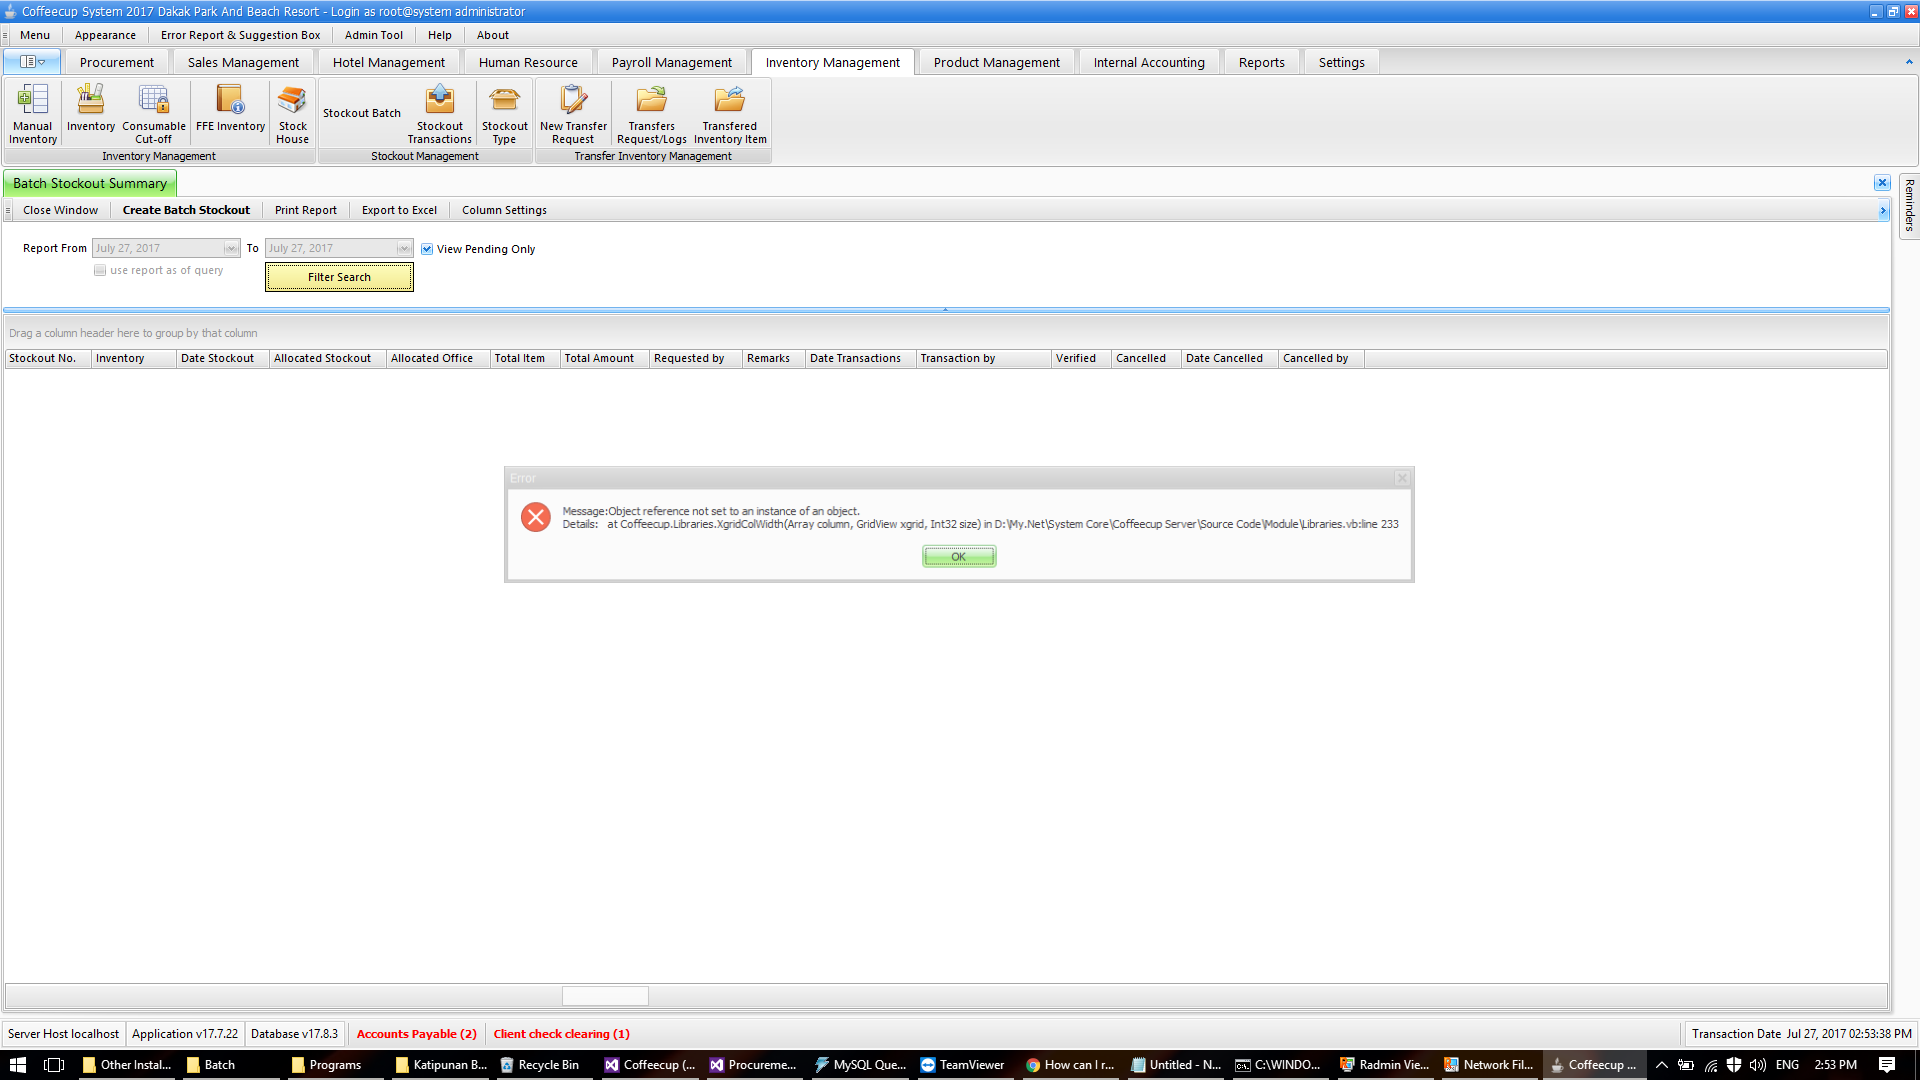 Coffeecup System 2017 Dakak Park And Beach Resort - Login as root@system administrator
Menu Appearance Error Report & Suggestion Box Admin Tool Help About
Procurement Sales Management Hotel Management Human Resource Payroll Management Inventory Management Product Management Internal Accounting Reports Settings
Manual Inventory
Inventory
Consumable Cut-off
FFE Inventory
Stock House
Inventory Management
Stockout Batch
Stockout Transactions
Stockout Type
Stockout Management
New Transfer Request
Transfers Request/Logs
Transfered Inventory Item
Transfer Inventory Management
Batch Stockout Summary
Reminders
Close Window Create Batch Stockout Print Report Export to Excel Column Settings
Report From July 27, 2017 To July 27, 2017 View Pending Only
use report as of query
Filter Search
Drag a column header here to group by that column
Stockout No. Inventory Date Stockout Allocated Stockout Allocated Office Total Item Total Amount Requested by Remarks Date Transactions Transaction by Verified Cancelled Date Cancelled Cancelled by
Error
Message:Object reference not set to an instance of an object.
Details: at Coffeecup.Libraries.XgridColWidth(Array column, GridView xgrid, Int32 size) in D:\My.Net\System Core\Coffeecup Server\Source Code\Module\Libraries.vb:line 233
OK
Server Host localhost Application v17.7.22 Database v17.8.3 Accounts Payable (2) Client check clearing (1) Transaction Date Jul 27, 2017 02:53:38 PM
Other Instal... Batch Programs Katipunan B... Recycle Bin Coffeecup (... Procureme... MySQL Que... TeamViewer How can I r... Untitled - N... C:\WINDO... Radmin Vie... Network Fil... Coffeecup ... ENG 2:53 PM